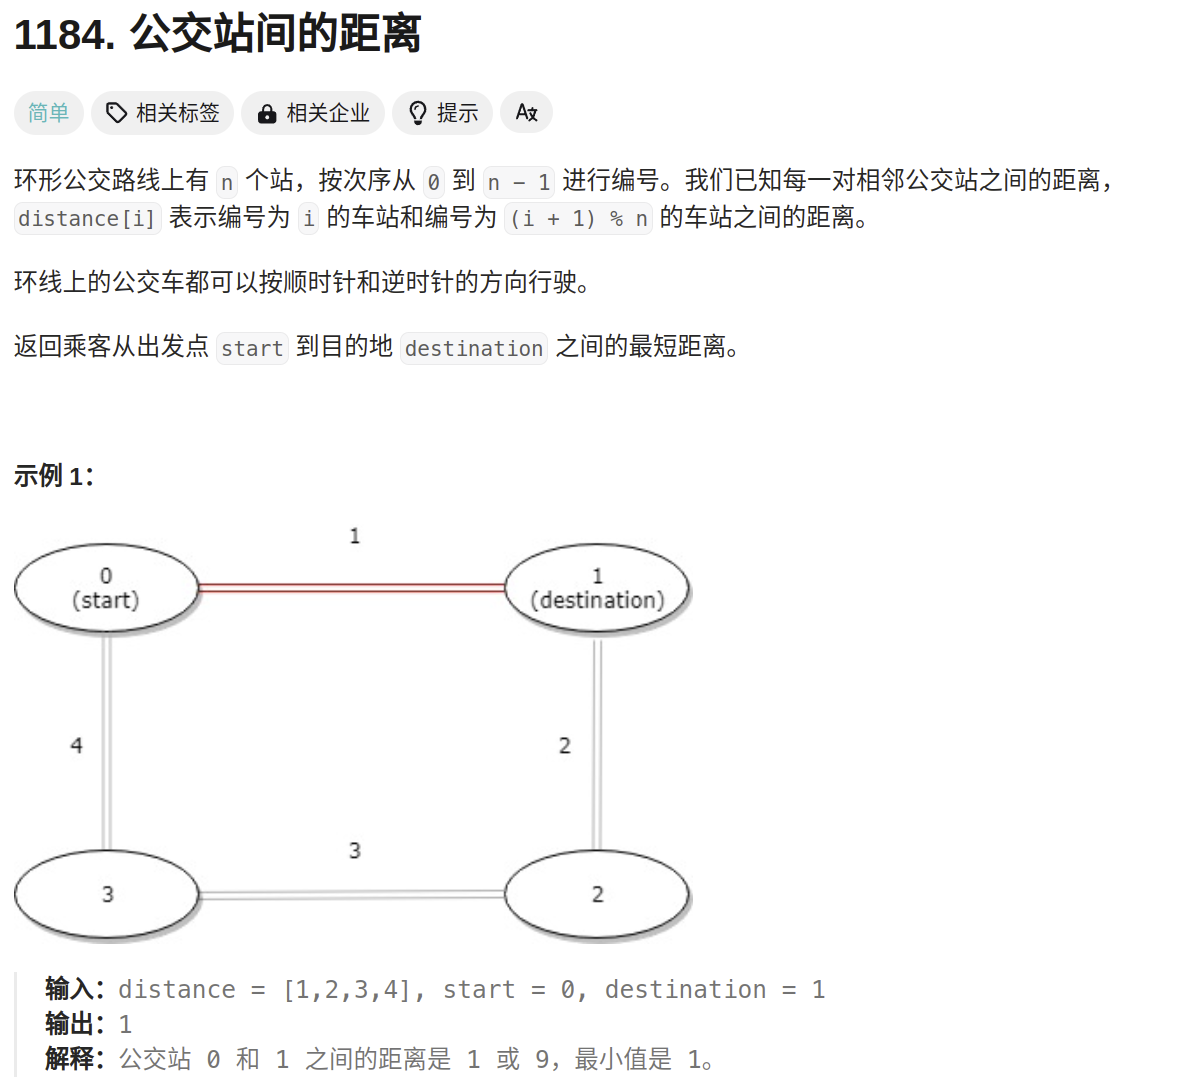 1184. 公交站间的距离
简单 相关标签 相关企业 提示 A文
环形公交路线上有 n 个站，按次序从 0 到 n - 1 进行编号。我们已知每一对相邻公交站之间的距离，
distance[i] 表示编号为 i 的车站和编号为 (i + 1) % n 的车站之间的距离。
环线上的公交车都可以按顺时针和逆时针的方向行驶。
返回乘客从出发点 start 到目的地 destination 之间的最短距离。
示例 1：
1
0
(start)
1
(destination)
4
2
3
3
2
输入：distance = [1,2,3,4], start = 0, destination = 1
输出：1
解释：公交站 0 和 1 之间的距离是 1 或 9，最小值是 1。